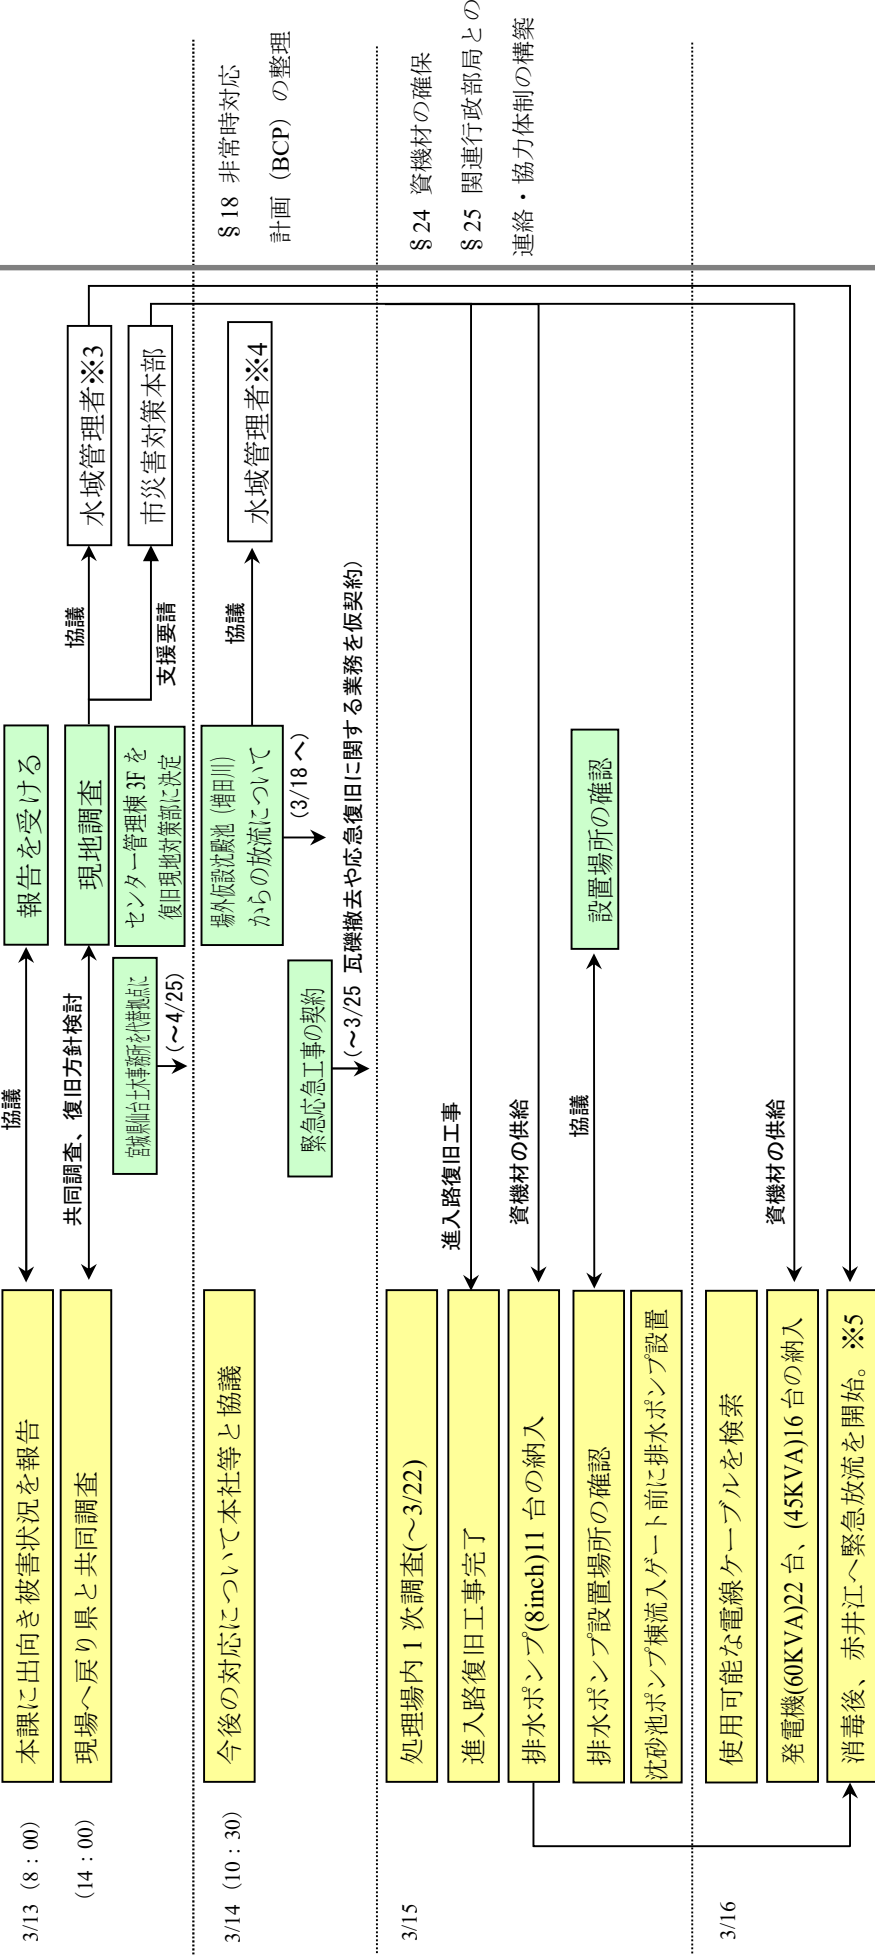 3/13（8：00）
本課に出向き被害状況を報告
協議
報告を受ける
（14：00）
現場へ戻り県と共同調査
共同調査、復旧方針検討
現地調査
協議
水域管理者※3
支援要請
市災害対策本部
センター管理棟 3F を
復旧現地対策部に決定
宮城県仙台土木事務所を代替拠点に
(～4/25)
3/14（10：30）
今後の対応について本社等と協議
場外仮設沈殿池（増田川）
からの放流について
協議
水域管理者※4
(3/18 へ)
緊急応急工事の契約
(～3/25 瓦礫撤去や応急復旧に関する業務を仮契約)
§18 非常時対応
計画（BCP）の整理
3/15
処理場内 1 次調査(～3/22)
進入路復旧工事完了
進入路復旧工事
排水ポンプ(8inch)11 台の納入
資機材の供給
排水ポンプ設置場所の確認
協議
設置場所の確認
沈砂池ポンプ棟流入ゲート前に排水ポンプ設置
§24 資機材の確保
§25 関連行政部局との
連絡・協力体制の構築
3/16
使用可能な電線ケーブルを検索
発電機(60KVA)22 台、(45KVA)16 台の納入
資機材の供給
消毒後、赤井江へ緊急放流を開始。※5